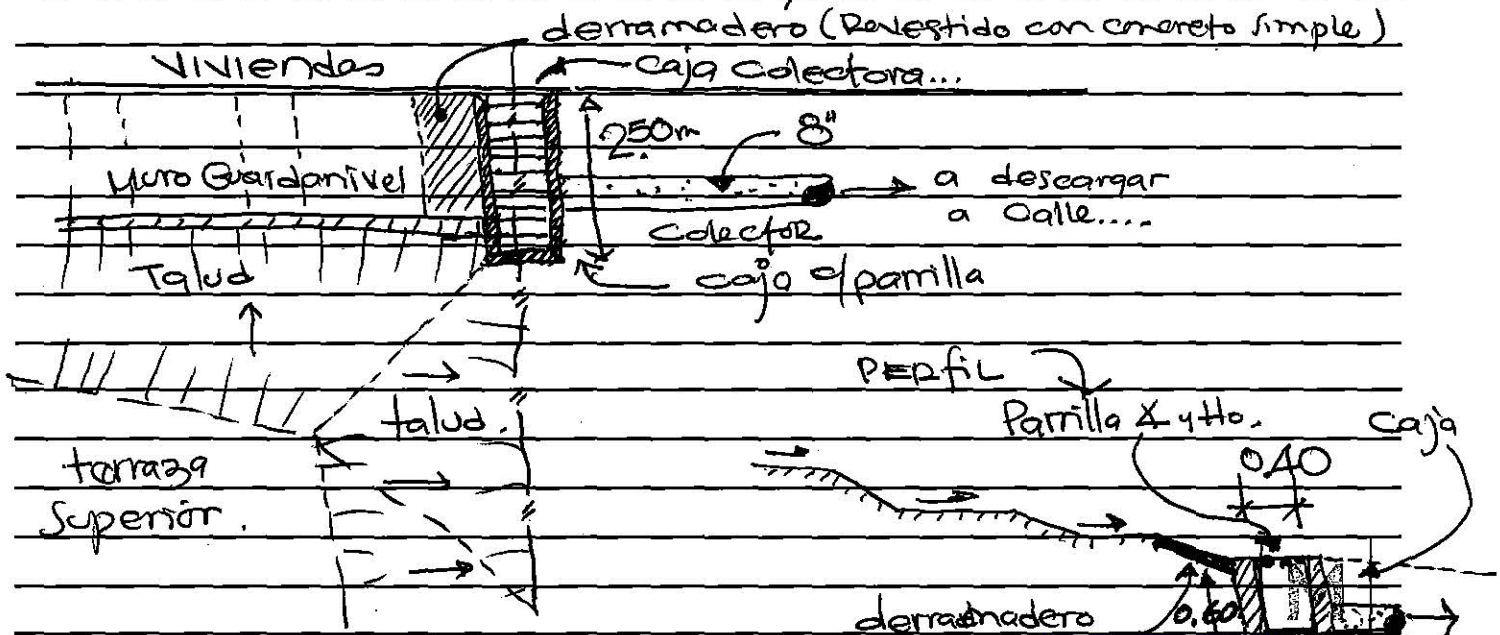 derramadero (Revestido con concreto simple)
Viviendas
caja colectora...
2.50m
8"
Muro Guardanivel
a descargar
a Calle....
Colector
Talud
caja c/parrilla
PERfiL
talud.
Parrilla ∡ y Ho.
caja
terraza
0.40
Superior.
derramadero
0.60